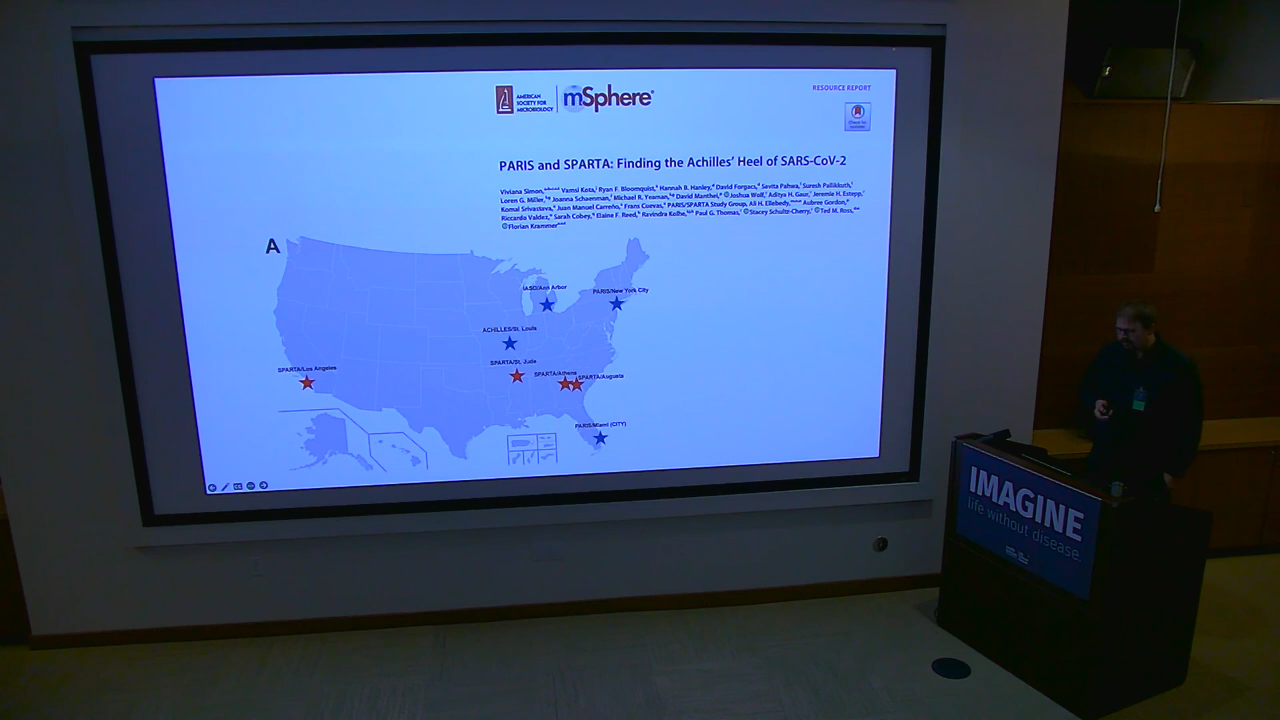 AMERICAN
SOCIETY FOR
MICROBIOLOGY
mSphere
RESOURCE REPORT
Check for
updates
PARIS and SPARTA: Finding the Achilles' Heel of SARS-CoV-2
Viviana Simon, Vamsi Kota, Ryan F. Bloomquist, Hannah B. Hanley, David Forgacs, Savita Pahwa, Suresh Pallikkuth,
Loren G. Miller, Joanna Schaenman, Michael R. Yeaman, David Manthei, Joshua Wolf, Aditya H. Gaur, Jeremie H. Estepp,
Komal Srivastava, Juan Manuel Carreño, Frans Cuevas, PARIS/SPARTA Study Group, Ali H. Ellebedy, Aubree Gordon,
Riccardo Valdez, Sarah Cobey, Elaine F. Reed, Ravindra Kolhe, Paul G. Thomas, Stacey Schultz-Cherry, Ted M. Ross,
Florian Krammer
A
IASO/Ann Arbor
PARIS/New York City
ACHILLES/St. Louis
SPARTA/St. Jude
SPARTA/Los Angeles
SPARTA/Athens
SPARTA/Augusta
PARIS/Miami (CITY)
IMAGINE
life without disease.